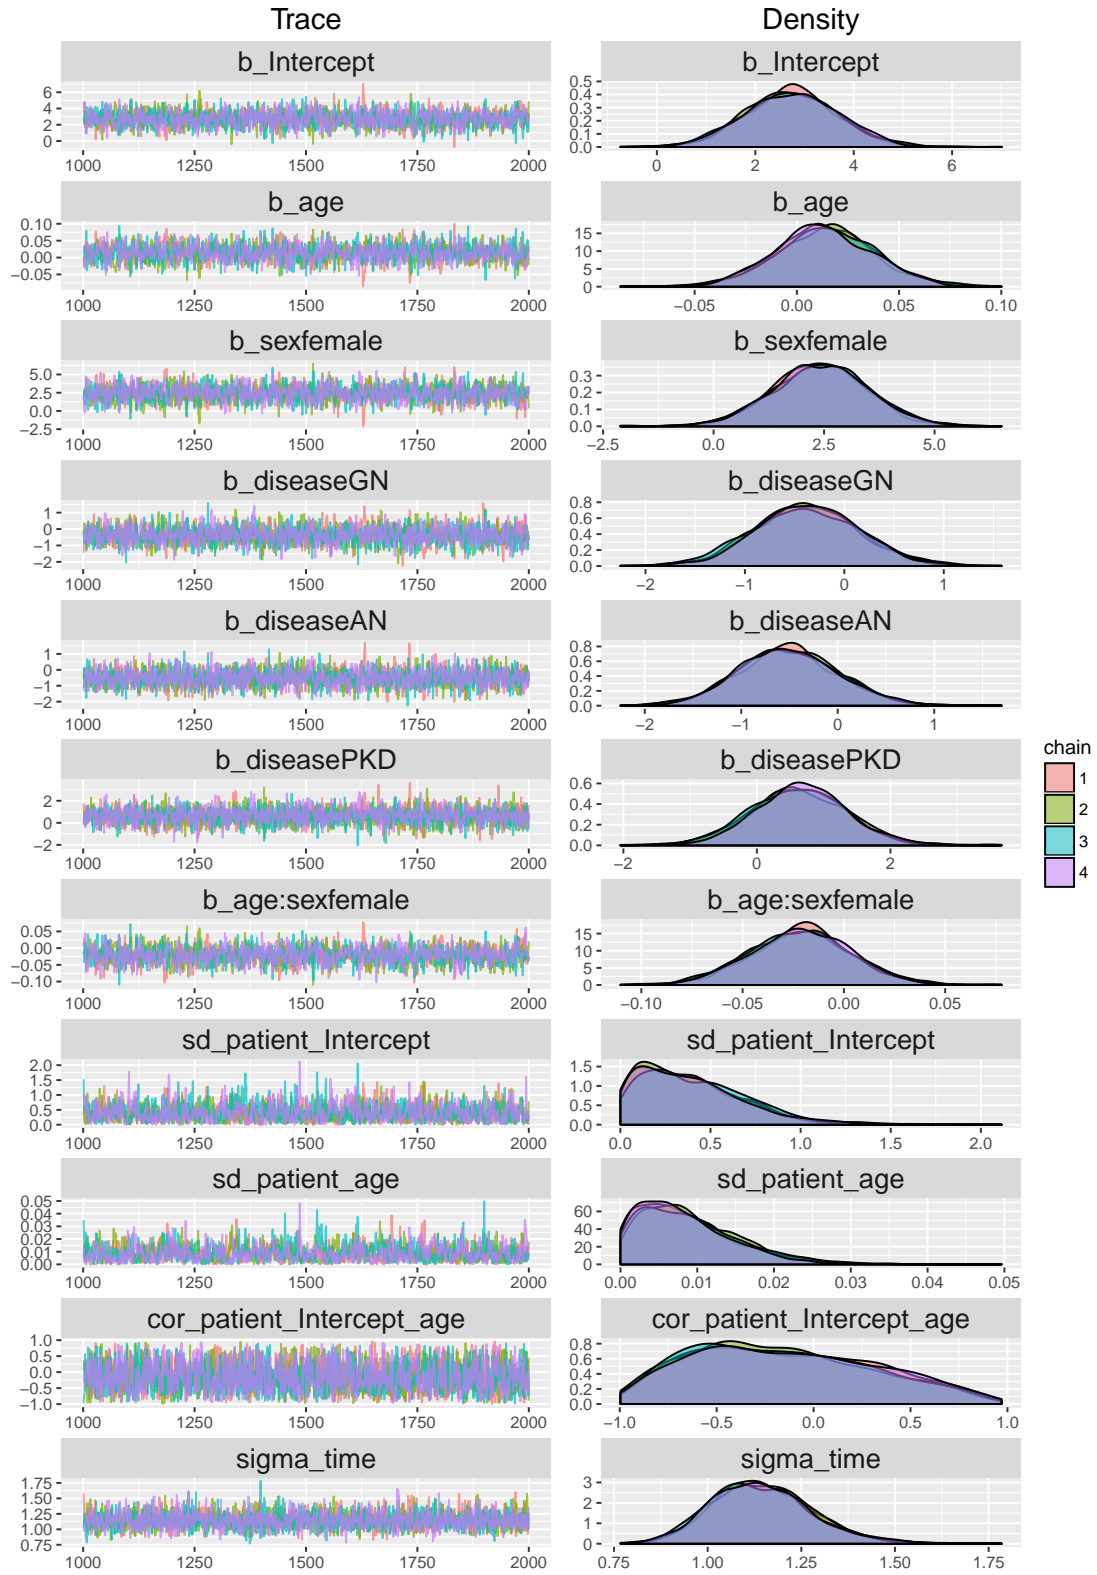 Trace Density
b_Intercept b_Intercept
6
4
2
0
1000 1250 1500 1750 2000
0.5
0.4
0.3
0.2
0.1
0.0
0 2 4 6
b_age b_age
0.10
0.05
0.00
−0.05
1000 1250 1500 1750 2000
15
10
5
0
−0.05 0.00 0.05 0.10
b_sexfemale b_sexfemale
5.0
2.5
0.0
−2.5
1000 1250 1500 1750 2000
0.3
0.2
0.1
0.0
−2.5 0.0 2.5 5.0
b_diseaseGN b_diseaseGN
1
0
−1
−2
1000 1250 1500 1750 2000
0.8
0.6
0.4
0.2
0.0
−2 −1 0 1
b_diseaseAN b_diseaseAN
1
0
−1
−2
1000 1250 1500 1750 2000
0.8
0.6
0.4
0.2
0.0
−2 −1 0 1
b_diseasePKD b_diseasePKD
2
0
−2
1000 1250 1500 1750 2000
0.6
0.4
0.2
0.0
−2 0 2
chain
1
2
3
4
b_age:sexfemale b_age:sexfemale
0.05
0.00
−0.05
−0.10
1000 1250 1500 1750 2000
15
10
5
0
−0.10 −0.05 0.00 0.05
sd_patient_Intercept sd_patient_Intercept
2.0
1.5
1.0
0.5
0.0
1000 1250 1500 1750 2000
1.5
1.0
0.5
0.0
0.0 0.5 1.0 1.5 2.0
sd_patient_age sd_patient_age
0.05
0.04
0.03
0.02
0.01
0.00
1000 1250 1500 1750 2000
60
40
20
0
0.00 0.01 0.02 0.03 0.04 0.05
cor_patient_Intercept_age cor_patient_Intercept_age
1.0
0.5
0.0
−0.5
−1.0
1000 1250 1500 1750 2000
0.8
0.6
0.4
0.2
0.0
−1.0 −0.5 0.0 0.5 1.0
sigma_time sigma_time
1.75
1.50
1.25
1.00
0.75
1000 1250 1500 1750 2000
3
2
1
0
0.75 1.00 1.25 1.50 1.75